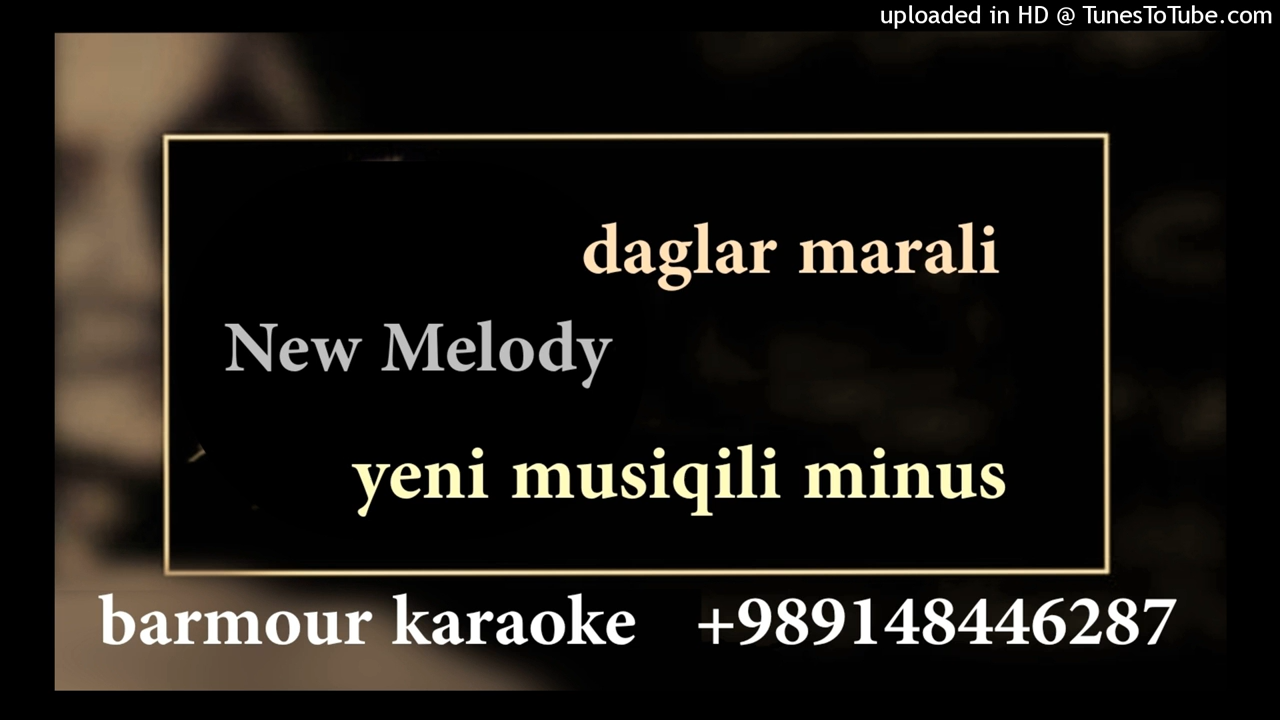 uploaded in HD @ TunesToTube.com
daglar marali
New Melody
yeni musiqili minus
barmour karaoke +989148446287